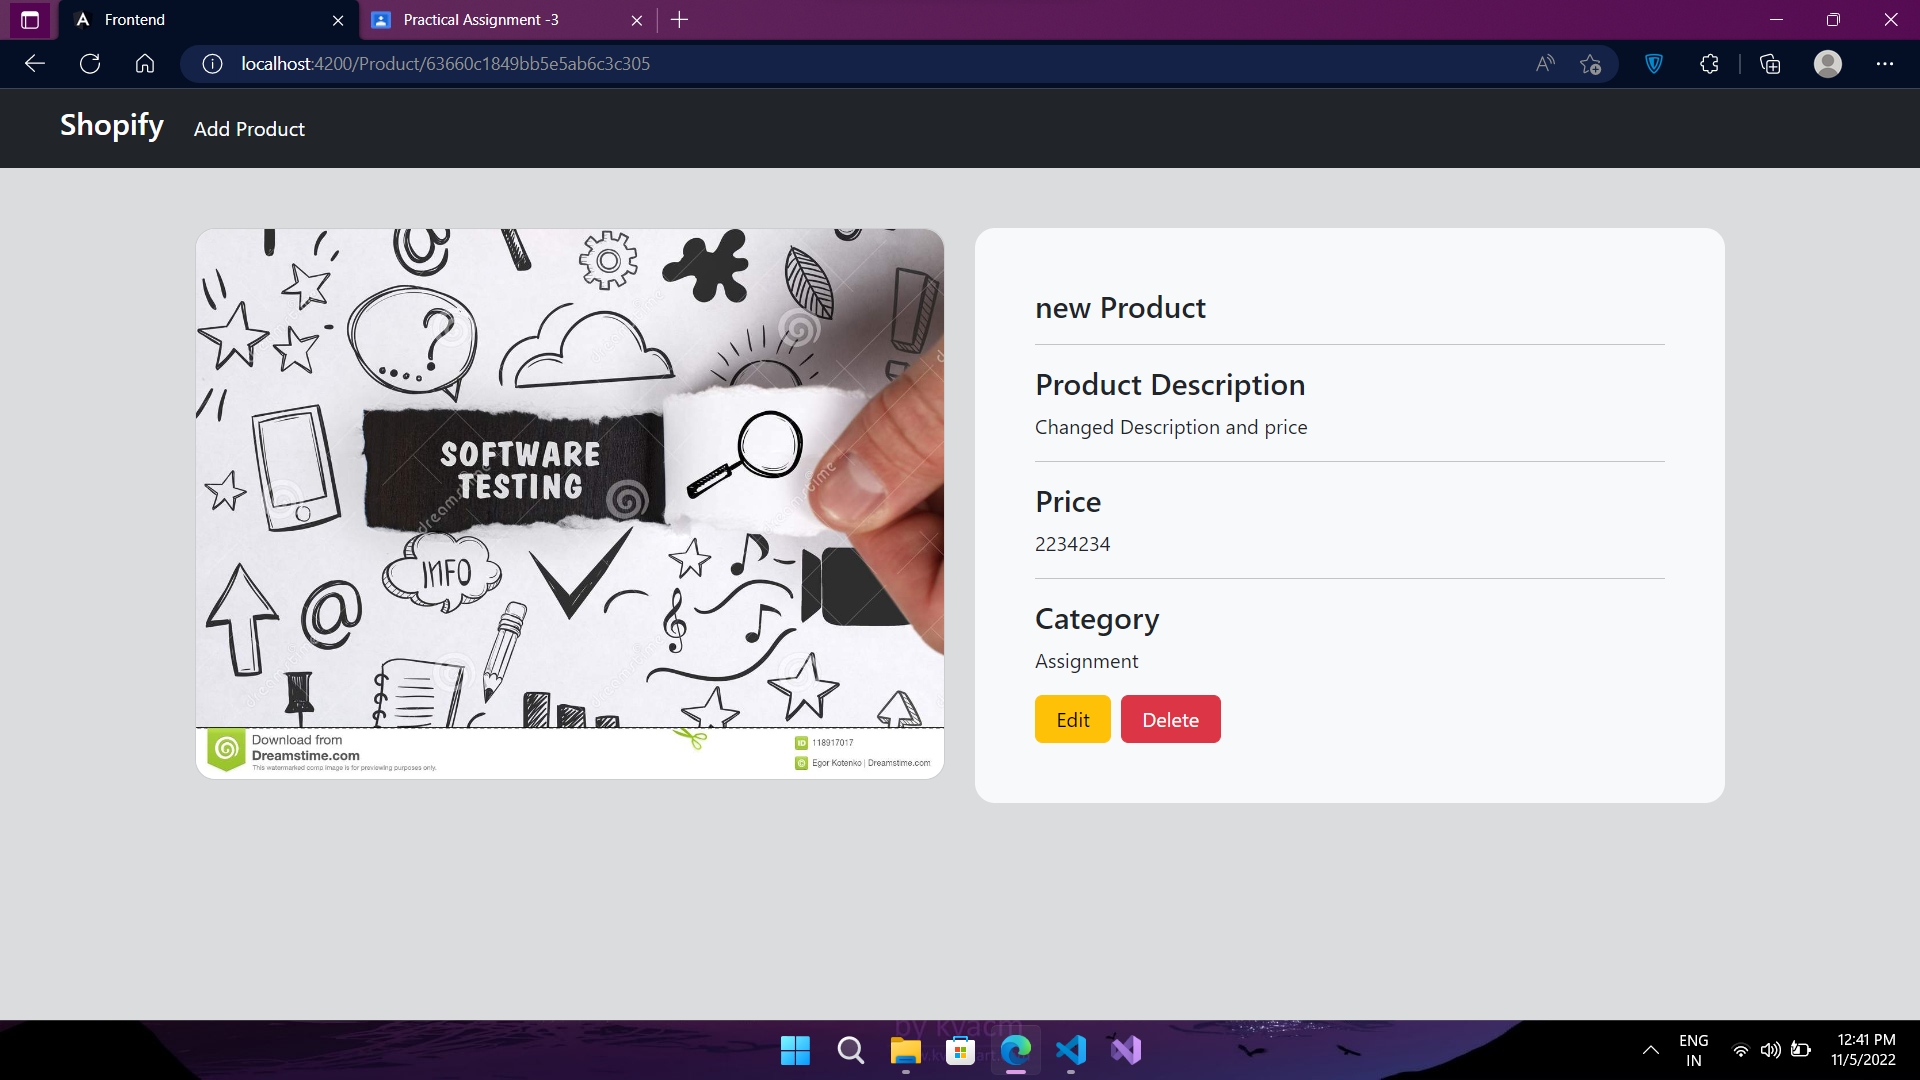 Frontend
Practical Assignment -3
localhost:4200/Product/63660c1849bb5e5ab6c3c305
Shopify
Add Product
SOFTWARE
TESTING
INFO
Download from
Dreamstime.com
This watermarked comp image is for previewing purposes only.
ID 118917017
© Egor Kotenko | Dreamstime.com
new Product
Product Description
Changed Description and price
Price
2234234
Category
Assignment
Edit
Delete
by kvacm
ENG
IN
12:41 PM
11/5/2022